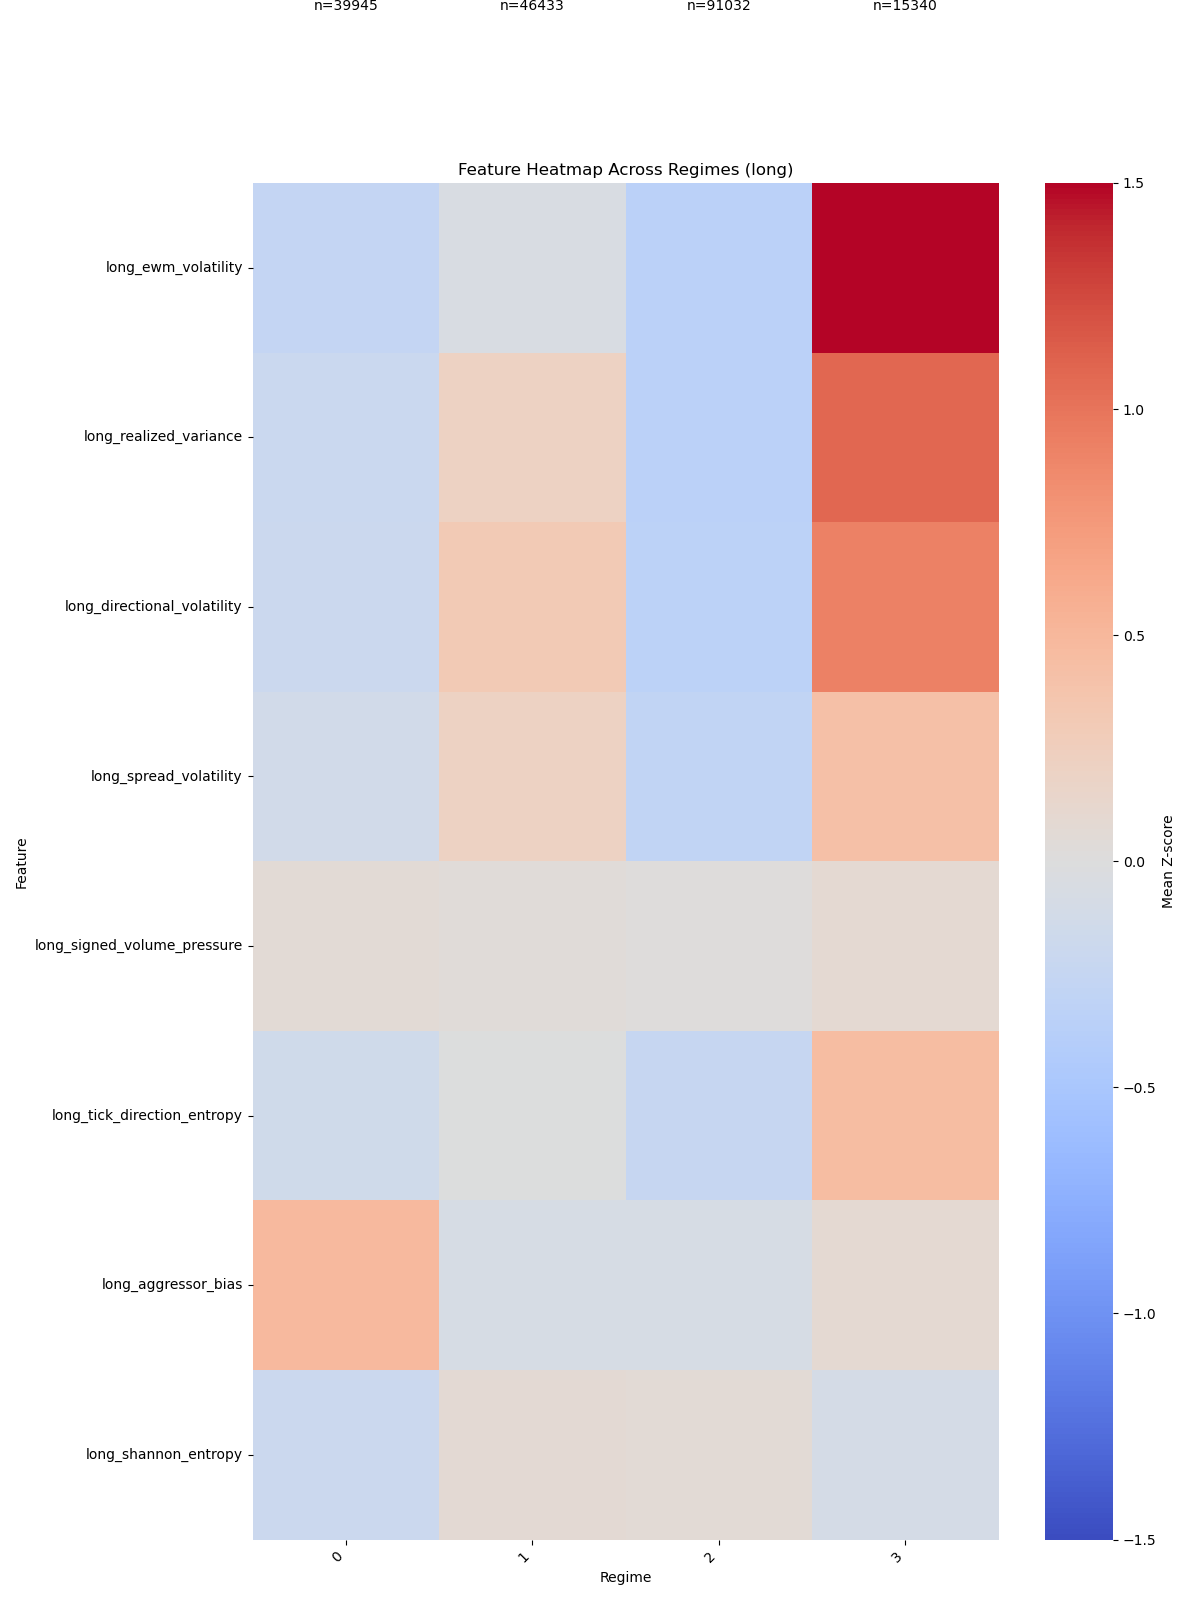 n=39945 n=46433 n=91032 n=15340
Feature Heatmap Across Regimes (long)
long_ewm_volatility
long_realized_variance
long_directional_volatility
long_spread_volatility
long_signed_volume_pressure
long_tick_direction_entropy
long_aggressor_bias
long_shannon_entropy
Feature
0 1 2 3
Regime
1.5
1.0
0.5
0.0
−0.5
−1.0
−1.5
Mean Z-score